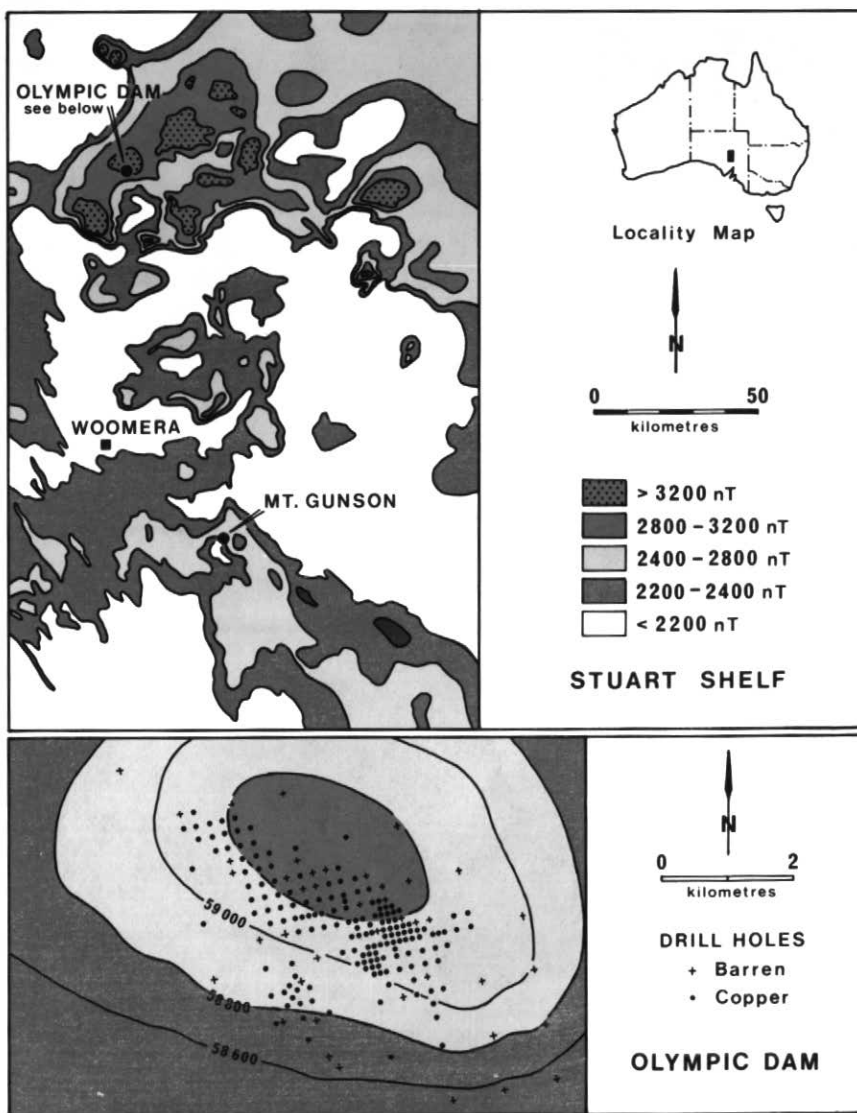 OLYMPIC DAM
see below
WOOMERA
MT. GUNSON
Locality Map
N
0 50
kilometres
> 3200 nT
2800 – 3200 nT
2400 – 2800 nT
2200 – 2400 nT
< 2200 nT
STUART SHELF
59 000
58 800
58 600
N
0 2
kilometres
DRILL HOLES
+ Barren
• Copper
OLYMPIC DAM